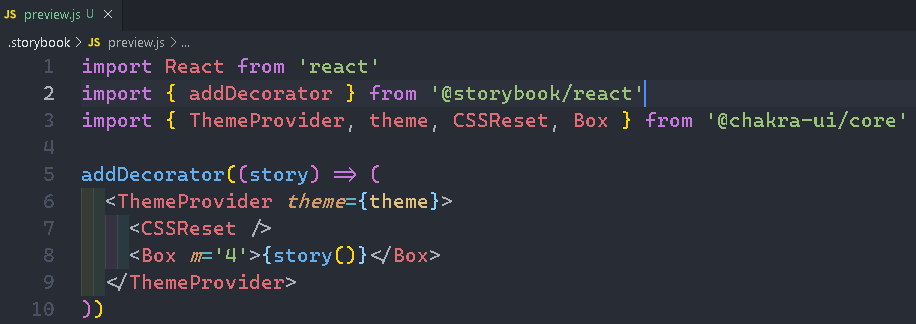 JS preview.js U ×
.storybook > JS preview.js > ...
1 import React from 'react'
2 import { addDecorator } from '@storybook/react'
3 import { ThemeProvider, theme, CSSReset, Box } from '@chakra-ui/core'
4
5 addDecorator((story) => (
6   <ThemeProvider theme={theme}>
7     <CSSReset />
8     <Box m='4'>{story()}</Box>
9   </ThemeProvider>
10 ))